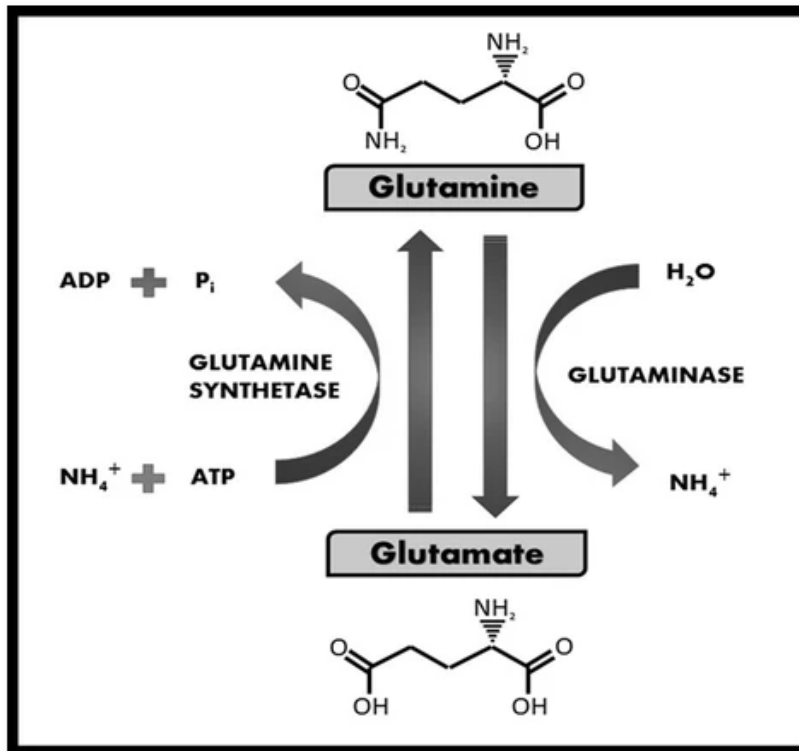 NH₂
O
O
NH₂
OH
Glutamine
ADP + Pᵢ
H₂O
GLUTAMINE
SYNTHETASE
GLUTAMINASE
NH₄⁺ + ATP
NH₄⁺
Glutamate
NH₂
O
O
OH
OH